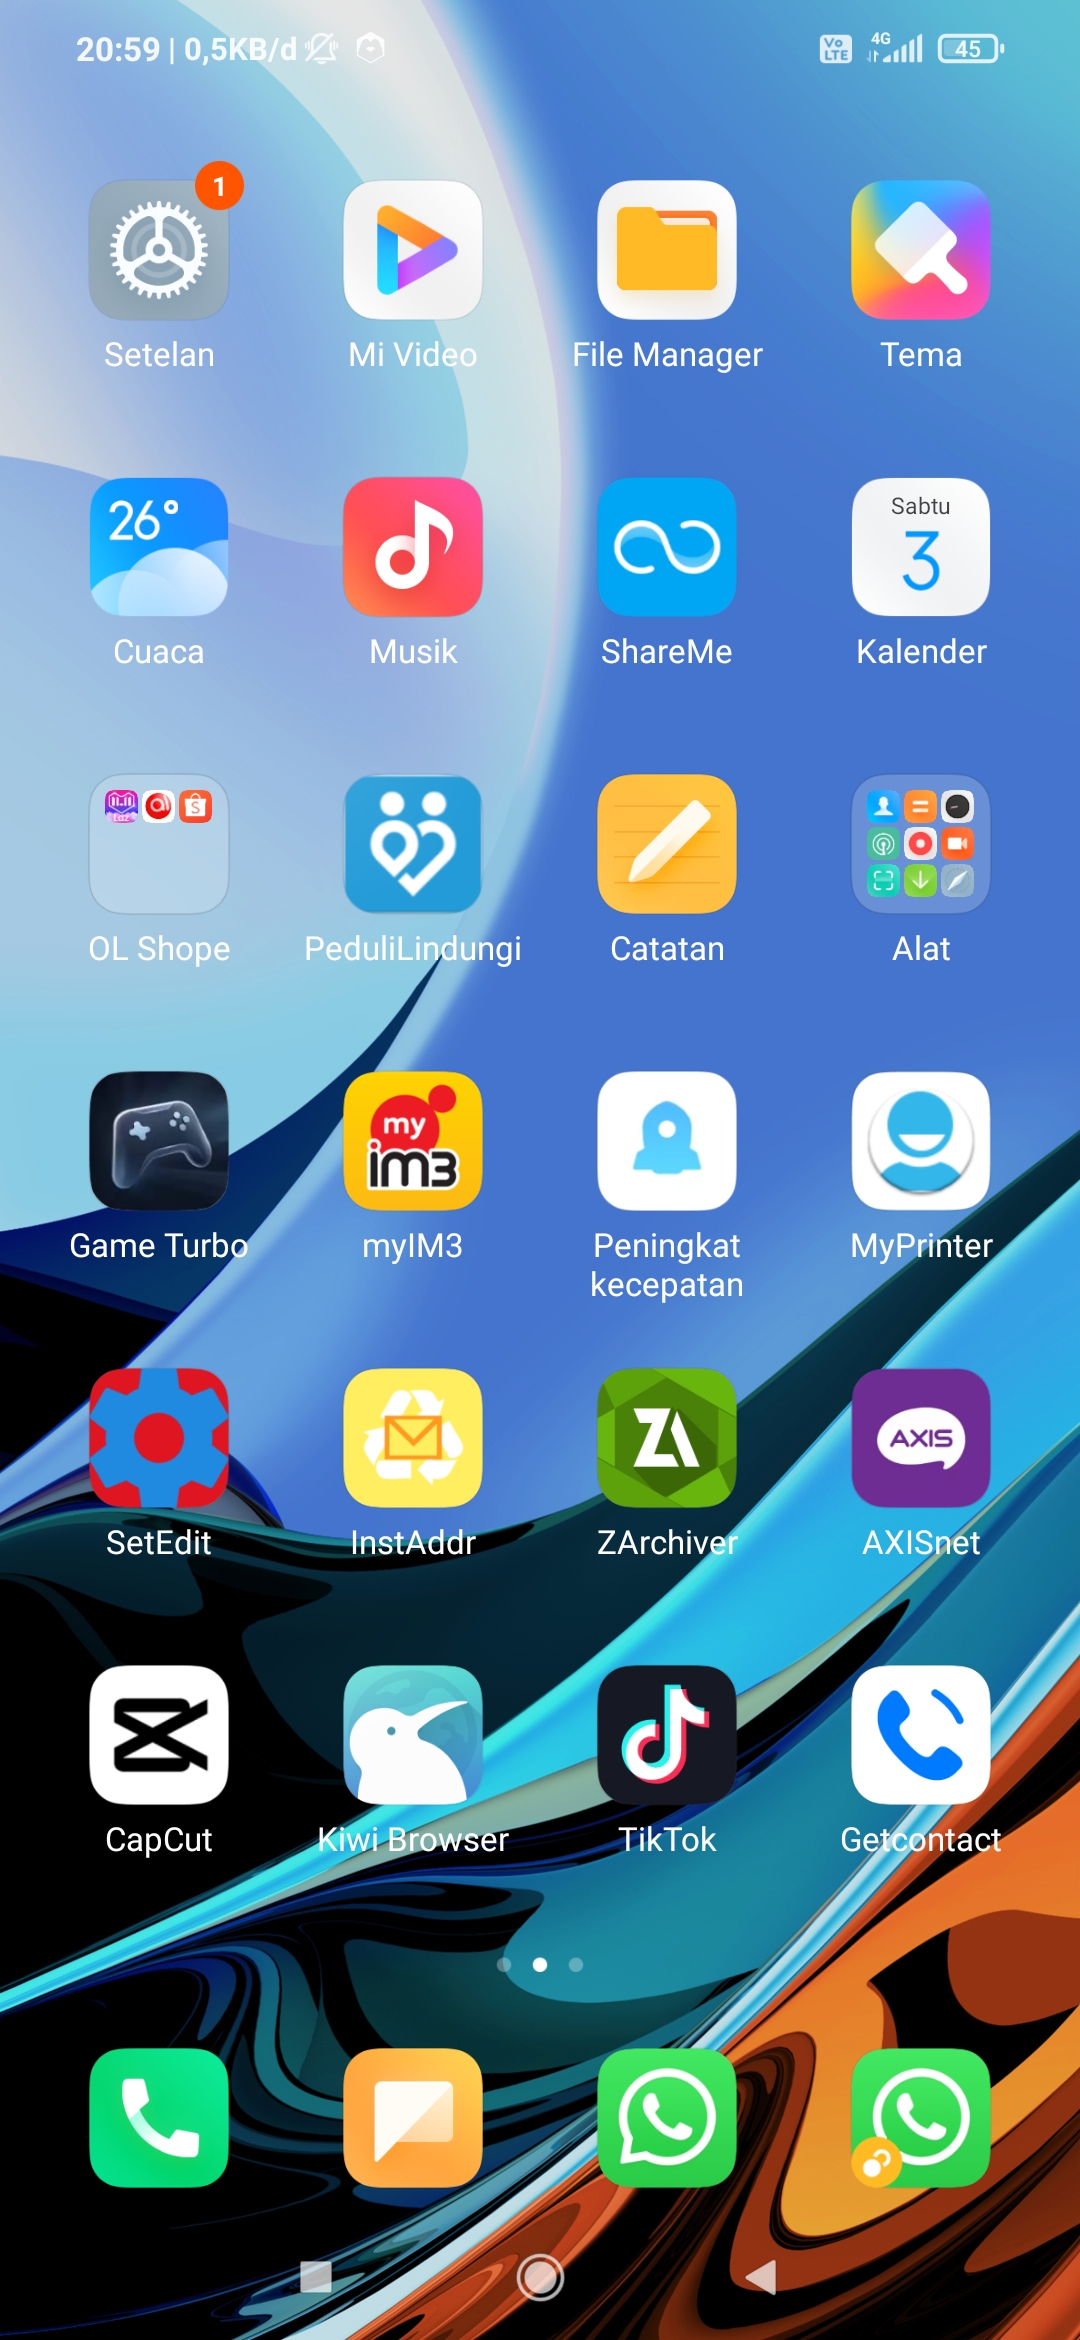 20:59 | 0,5KB/d
Vo LTE 4G 45
1
Setelan Mi Video File Manager Tema
26°
Sabtu
3
Cuaca Musik ShareMe Kalender
OL Shope PeduliLindungi Catatan Alat
my
im3
Game Turbo myIM3 Peningkat kecepatan MyPrinter
ZA
AXIS
SetEdit InstAddr ZArchiver AXISnet
CapCut Kiwi Browser TikTok Getcontact